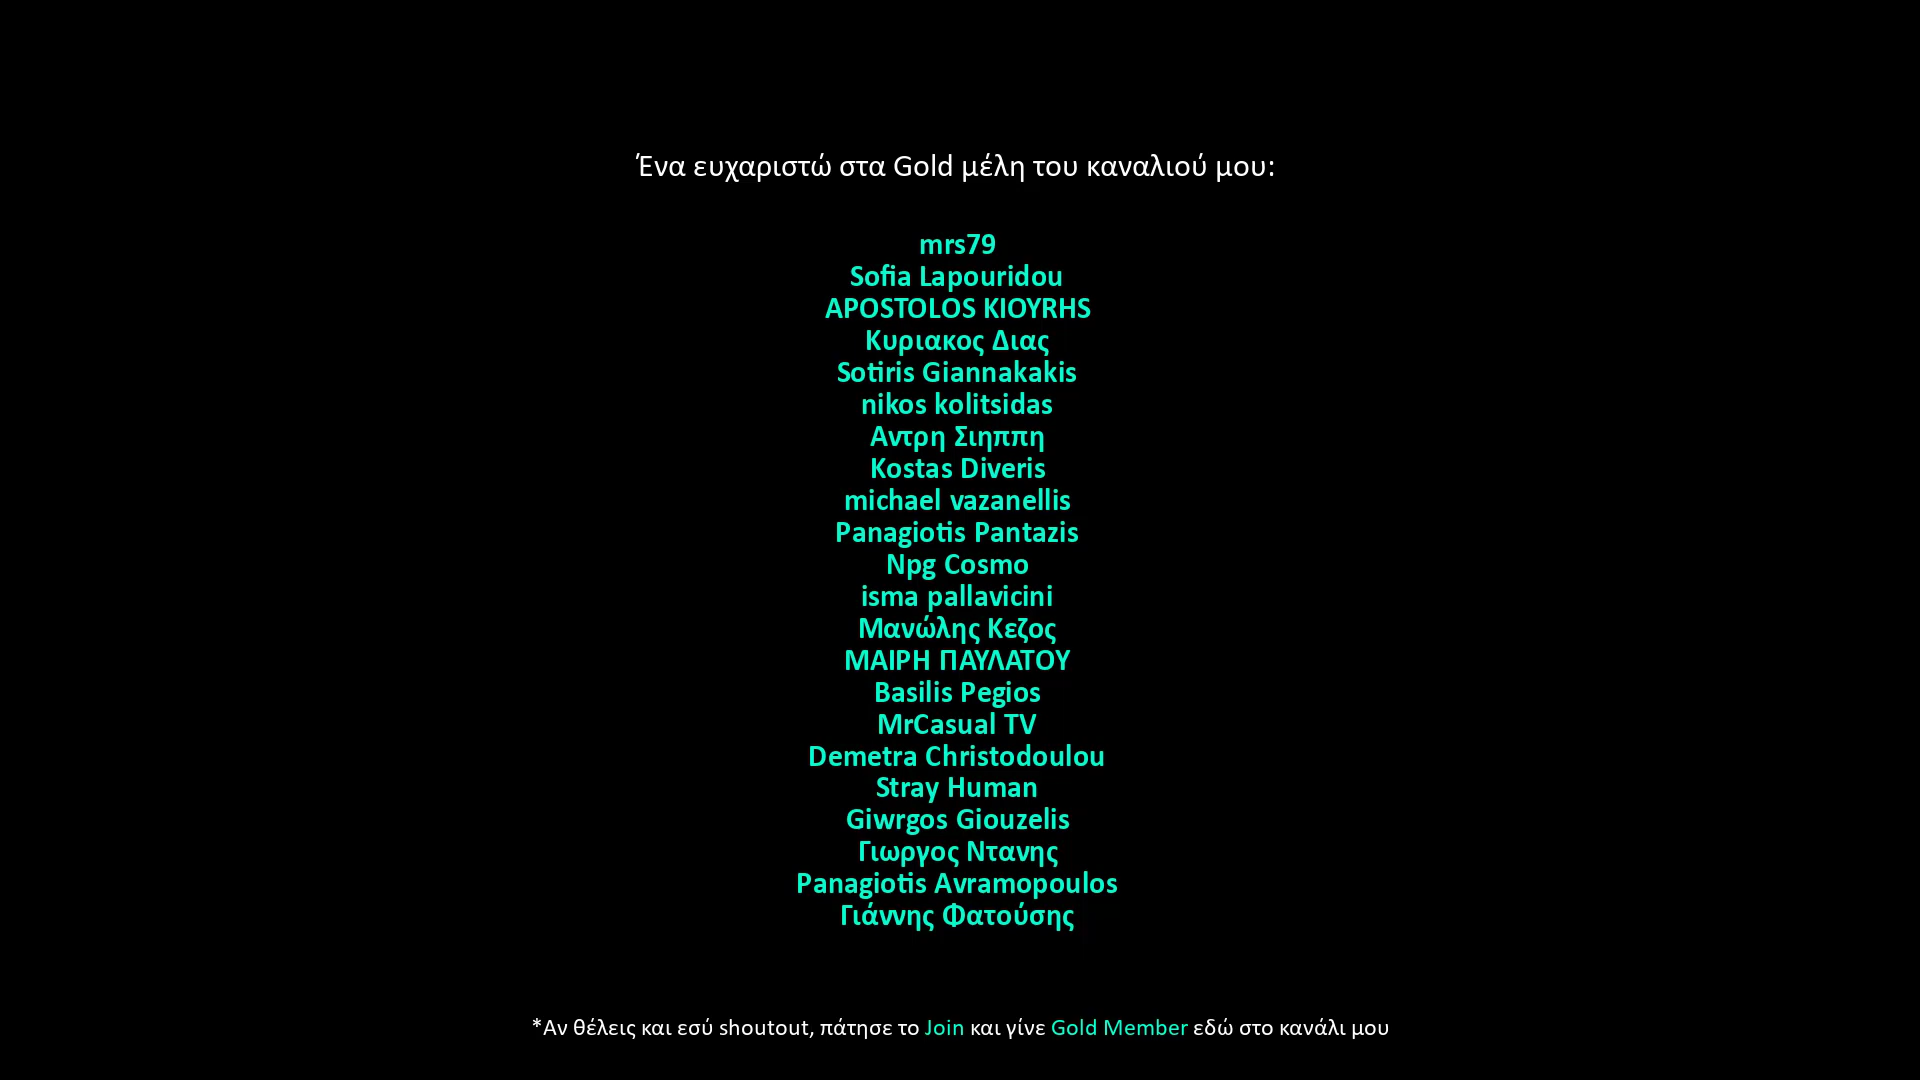 Ένα ευχαριστώ στα Gold μέλη του καναλιού μου:
mrs79
Sofia Lapouridou
APOSTOLOS KIOYRHS
Κυριακος Διας
Sotiris Giannakakis
nikos kolitsidas
Αντρη Σιηππη
Kostas Diveris
michael vazanellis
Panagiotis Pantazis
Npg Cosmo
isma pallavicini
Μανώλης Κεζος
ΜΑΙΡΗ ΠΑΥΛΑΤΟΥ
Basilis Pegios
MrCasual TV
Demetra Christodoulou
Stray Human
Giwrgos Giouzelis
Γιωργος Ντανης
Panagiotis Avramopoulos
Γιάννης Φατούσης
*Αν θέλεις και εσύ shoutout, πάτησε το Join και γίνε Gold Member εδώ στο κανάλι μου